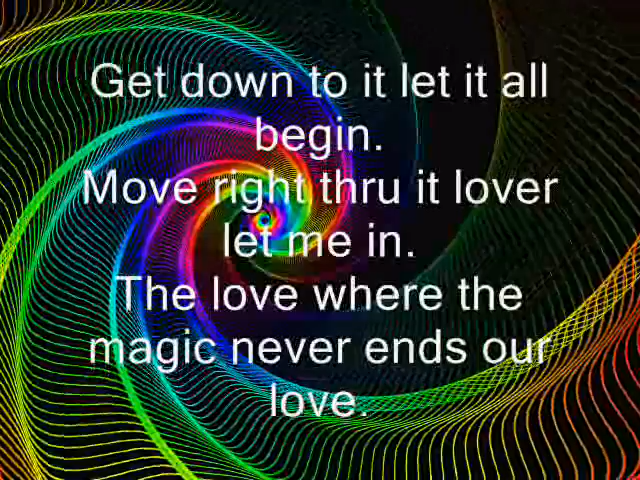 Get down to it let it all
begin.
Move right thru it lover
let me in.
The love where the
magic never ends our
love.